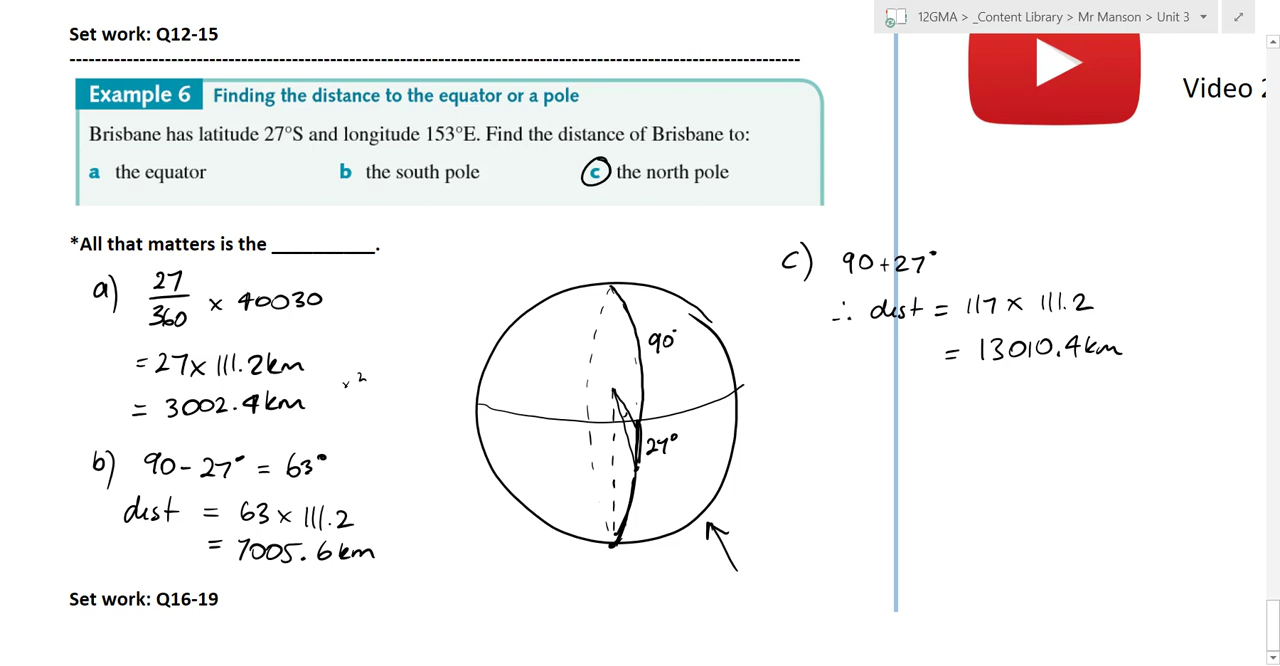 12GMA > _Content Library > Mr Manson > Unit 3
Set work: Q12-15
Example 6 Finding the distance to the equator or a pole
Brisbane has latitude 27°S and longitude 153°E. Find the distance of Brisbane to:
a the equator b the south pole c the north pole
Video 2
*All that matters is the __________.
a) 27/360 × 40030
= 27 × 111.2km
= 3002.4km
× 2
b) 90 - 27° = 63°
dist = 63 × 111.2
= 7005.6km
90°
27°
c) 90 + 27°
∴ dist = 117 × 111.2
= 13010.4km
Set work: Q16-19